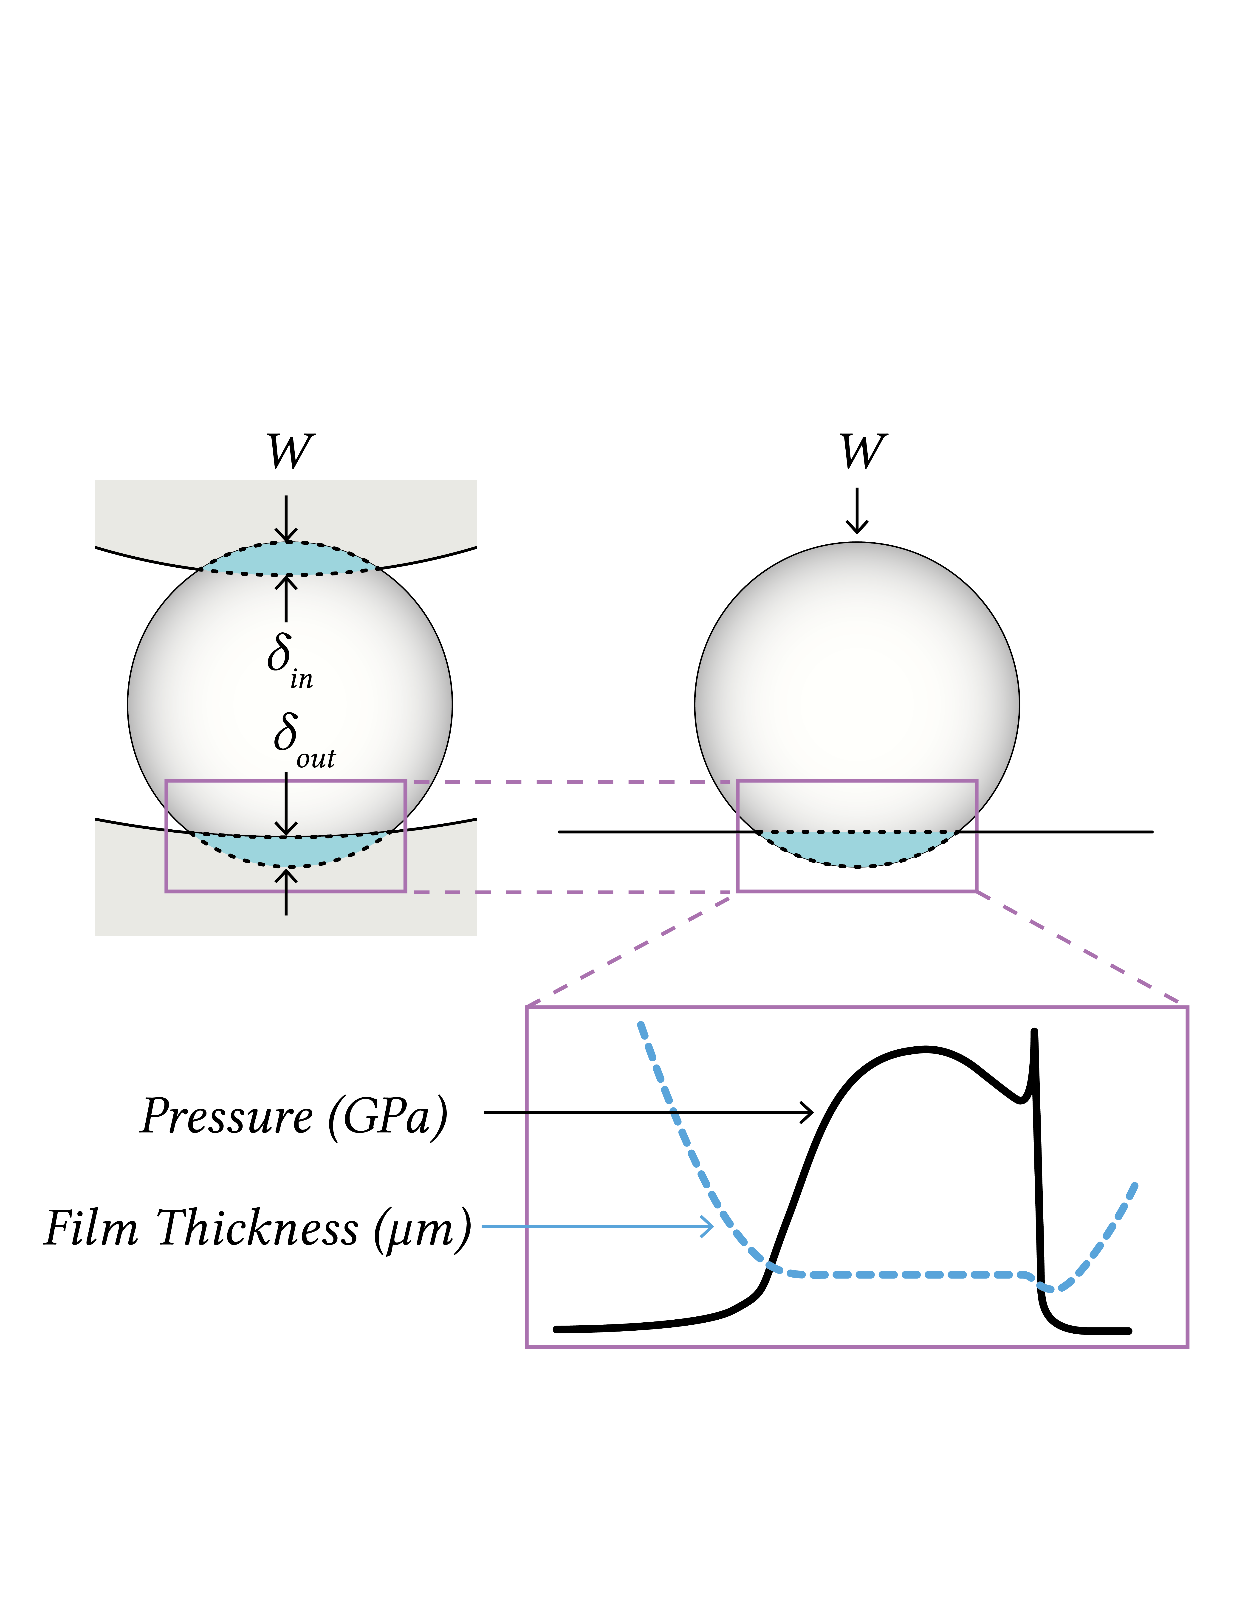 W
W
δin
δout
Pressure (GPa)
Film Thickness (μm)